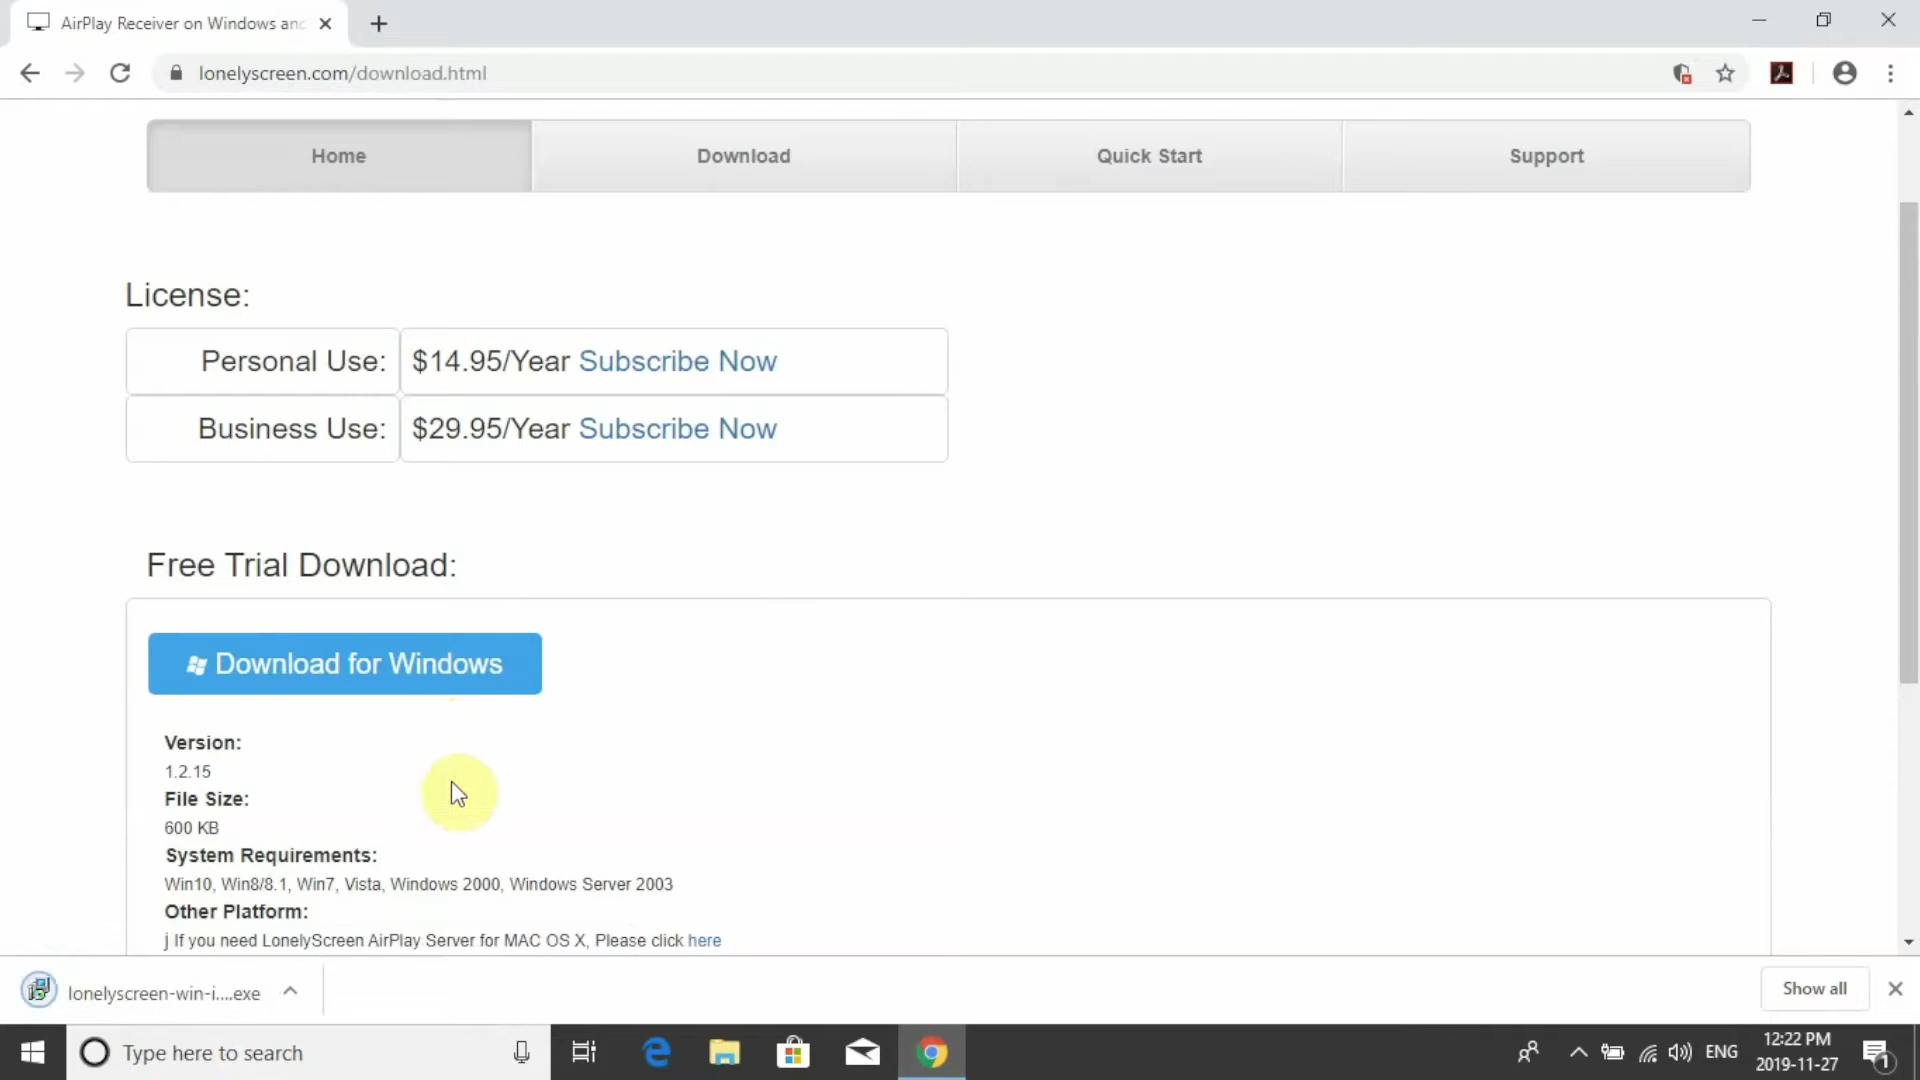 AirPlay Receiver on Windows and
lonelyscreen.com/download.html
Home Download Quick Start Support
License:
Personal Use: $14.95/Year Subscribe Now
Business Use: $29.95/Year Subscribe Now
Free Trial Download:
Download for Windows
Version:
1.2.15
File Size:
600 KB
System Requirements:
Win10, Win8/8.1, Win7, Vista, Windows 2000, Windows Server 2003
Other Platform:
j If you need LonelyScreen AirPlay Server for MAC OS X, Please click here
lonelyscreen-win-i....exe Show all
Type here to search ENG 12:22 PM
2019-11-27 1